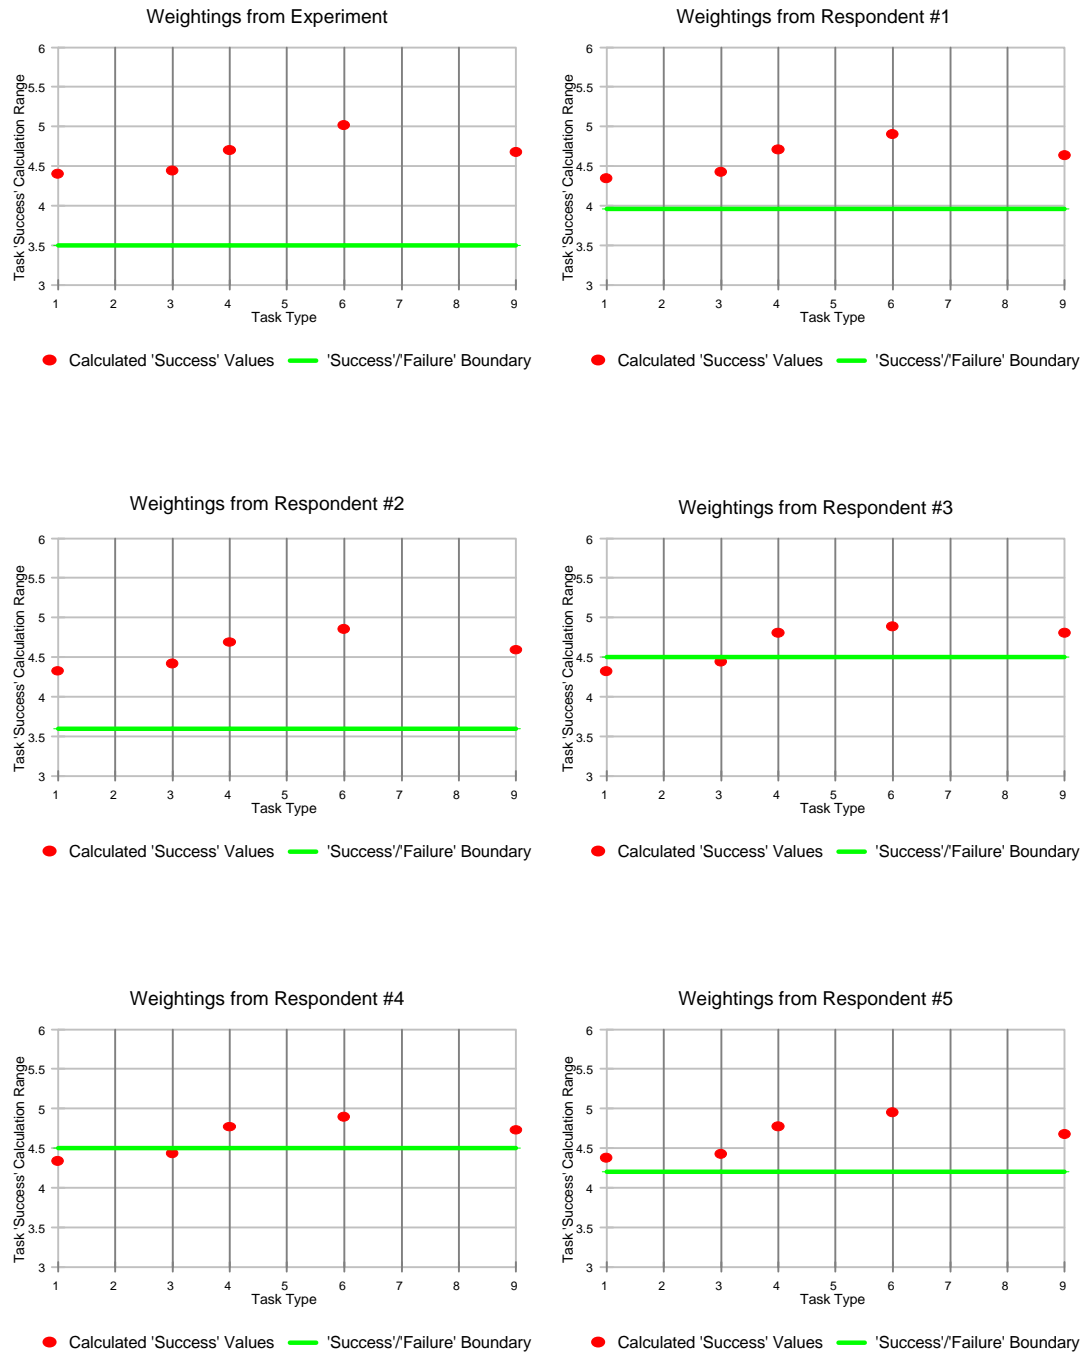 Weightings from Experiment
Task 'Success' Calculation Range
6
5.5
5
4.5
4
3.5
3
1 2 3 4 5 6 7 8 9
Task Type
Calculated 'Success' Values 'Success'/'Failure' Boundary
Weightings from Respondent #1
Task 'Success' Calculation Range
6
5.5
5
4.5
4
3.5
3
1 2 3 4 5 6 7 8 9
Task Type
Calculated 'Success' Values 'Success'/'Failure' Boundary
Weightings from Respondent #2
Task 'Success' Calculation Range
6
5.5
5
4.5
4
3.5
3
1 2 3 4 5 6 7 8 9
Task Type
Calculated 'Success' Values 'Success'/'Failure' Boundary
Weightings from Respondent #3
Task 'Success' Calculation Range
6
5.5
5
4.5
4
3.5
3
1 2 3 4 5 6 7 8 9
Task Type
Calculated 'Success' Values 'Success'/'Failure' Boundary
Weightings from Respondent #4
Task 'Success' Calculation Range
6
5.5
5
4.5
4
3.5
3
1 2 3 4 5 6 7 8 9
Task Type
Calculated 'Success' Values 'Success'/'Failure' Boundary
Weightings from Respondent #5
Task 'Success' Calculation Range
6
5.5
5
4.5
4
3.5
3
1 2 3 4 5 6 7 8 9
Task Type
Calculated 'Success' Values 'Success'/'Failure' Boundary